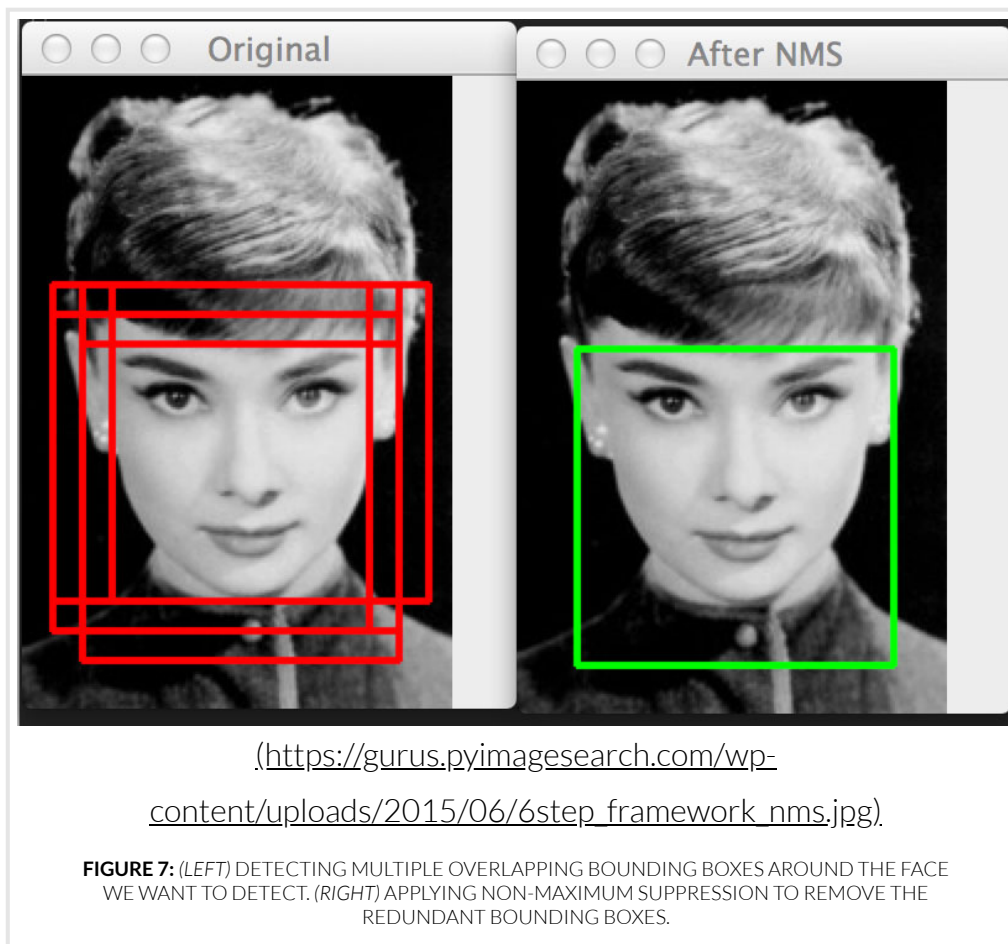 Original
After NMS
(https://gurus.pyimagesearch.com/wp-
content/uploads/2015/06/6step_framework_nms.jpg)
FIGURE 7: (LEFT) DETECTING MULTIPLE OVERLAPPING BOUNDING BOXES AROUND THE FACE
WE WANT TO DETECT. (RIGHT) APPLYING NON-MAXIMUM SUPPRESSION TO REMOVE THE
REDUNDANT BOUNDING BOXES.